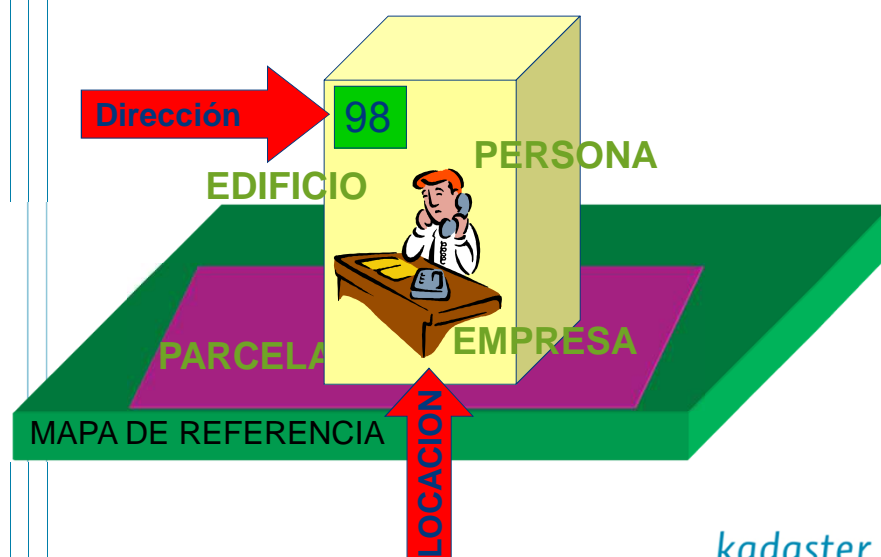 Dirección
98
PERSONA
EDIFICIO
EMPRESA
PARCELA
MAPA DE REFERENCIA
LOCACION
kadaster